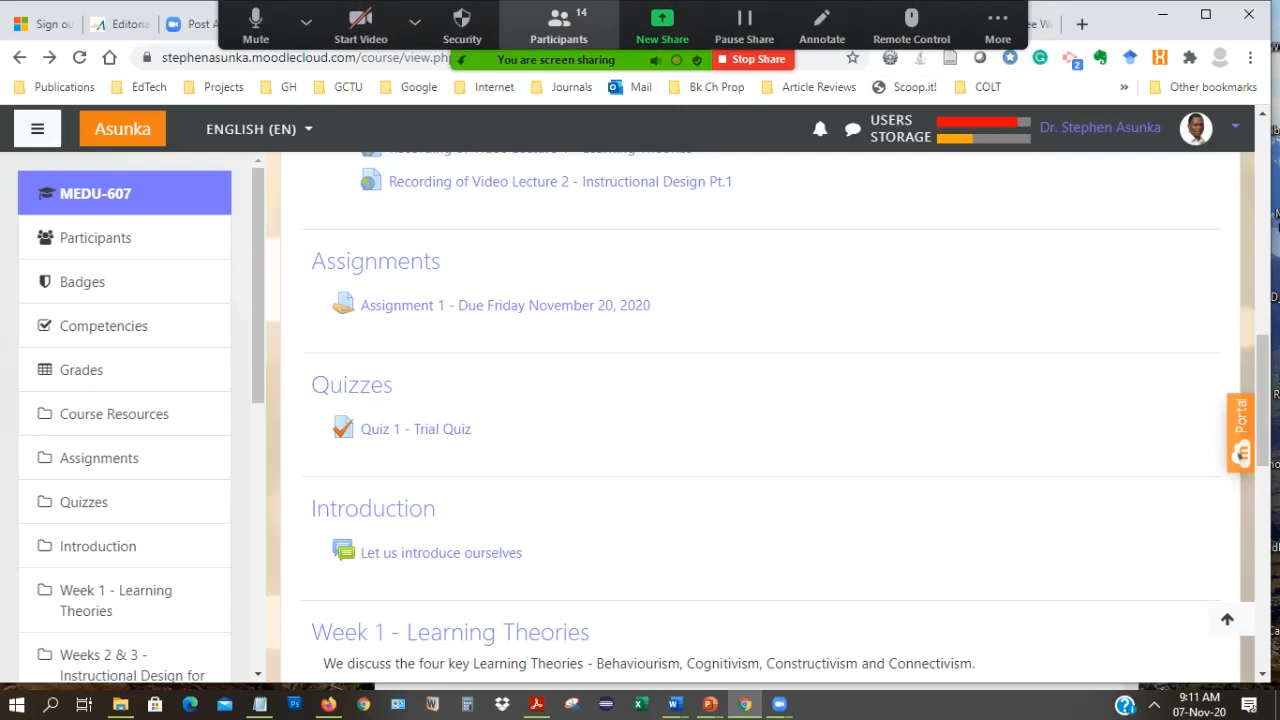 Sign ou
Editoria
Post A
Mute
Start Video
Security
14
Participants
New Share
Pause Share
Annotate
Remote Control
More
stephenasunka.moodlecloud.com/course/view.ph
You are screen sharing
Stop Share
2
Publications
EdTech
Projects
GH
GCTU
Google
Internet
Journals
Mail
Bk Ch Prop
Article Reviews
Scoop.it!
COLT
Other bookmarks
Asunka
ENGLISH (EN)
USERS
STORAGE
Dr. Stephen Asunka
MEDU-607
Participants
Badges
Competencies
Grades
Course Resources
Assignments
Quizzes
Introduction
Week 1 - Learning
Theories
Weeks 2 & 3 -
Instructional Design for
Recording of Video Lecture 2 - Instructional Design Pt.1
Assignments
Assignment 1 - Due Friday November 20, 2020
Quizzes
Quiz 1 - Trial Quiz
Introduction
Let us introduce ourselves
Week 1 - Learning Theories
We discuss the four key Learning Theories - Behaviourism, Cognitivism, Constructivism and Connectivism.
Portal
9:11 AM
07-Nov-20